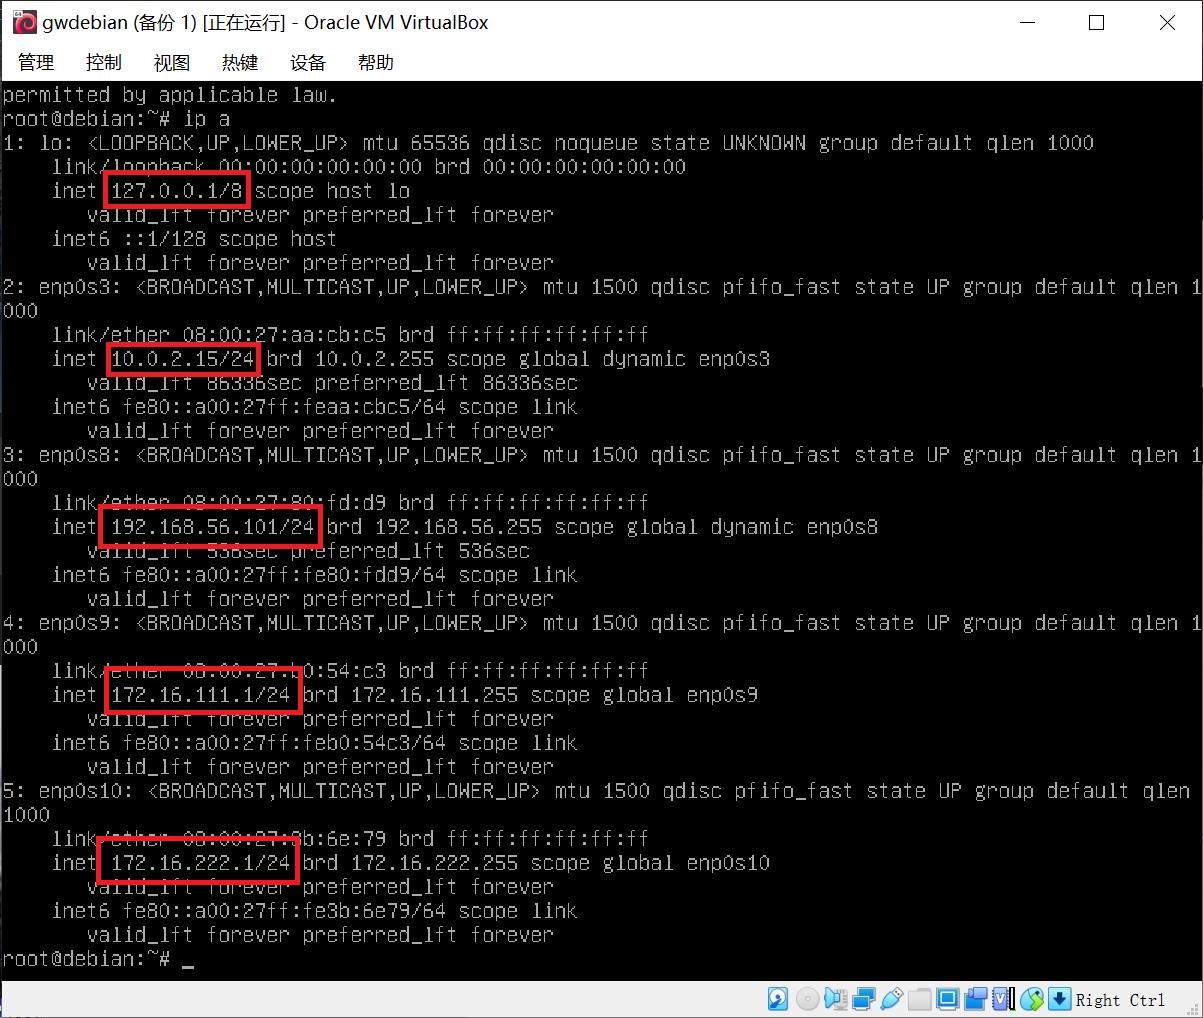 gwdebian (备份 1) [正在运行] - Oracle VM VirtualBox
管理 控制 视图 热键 设备 帮助
permitted by applicable law.
root@debian:~# ip a
1: lo: <LOOPBACK,UP,LOWER_UP> mtu 65536 qdisc noqueue state UNKNOWN group default qlen 1000
link/loopback 00:00:00:00:00:00 brd 00:00:00:00:00:00
inet 127.0.0.1/8 scope host lo
valid_lft forever preferred_lft forever
inet6 ::1/128 scope host
valid_lft forever preferred_lft forever
2: enp0s3: <BROADCAST,MULTICAST,UP,LOWER_UP> mtu 1500 qdisc pfifo_fast state UP group default qlen 1
000
link/ether 08:00:27:aa:cb:c5 brd ff:ff:ff:ff:ff:ff
inet 10.0.2.15/24 brd 10.0.2.255 scope global dynamic enp0s3
valid_lft 86336sec preferred_lft 86336sec
inet6 fe80::a00:27ff:feaa:cbc5/64 scope link
valid_lft forever preferred_lft forever
3: enp0s8: <BROADCAST,MULTICAST,UP,LOWER_UP> mtu 1500 qdisc pfifo_fast state UP group default qlen 1
000
link/ether 08:00:27:80:fd:d9 brd ff:ff:ff:ff:ff:ff
inet 192.168.56.101/24 brd 192.168.56.255 scope global dynamic enp0s8
valid_lft 536sec preferred_lft 536sec
inet6 fe80::a00:27ff:fe80:fdd9/64 scope link
valid_lft forever preferred_lft forever
4: enp0s9: <BROADCAST,MULTICAST,UP,LOWER_UP> mtu 1500 qdisc pfifo_fast state UP group default qlen 1
000
link/ether 08:00:27:b0:54:c3 brd ff:ff:ff:ff:ff:ff
inet 172.16.111.1/24 brd 172.16.111.255 scope global enp0s9
valid_lft forever preferred_lft forever
inet6 fe80::a00:27ff:feb0:54c3/64 scope link
valid_lft forever preferred_lft forever
5: enp0s10: <BROADCAST,MULTICAST,UP,LOWER_UP> mtu 1500 qdisc pfifo_fast state UP group default qlen
1000
link/ether 08:00:27:3b:6e:79 brd ff:ff:ff:ff:ff:ff
inet 172.16.222.1/24 brd 172.16.222.255 scope global enp0s10
valid_lft forever preferred_lft forever
inet6 fe80::a00:27ff:fe3b:6e79/64 scope link
valid_lft forever preferred_lft forever
root@debian:~# _
Right Ctrl